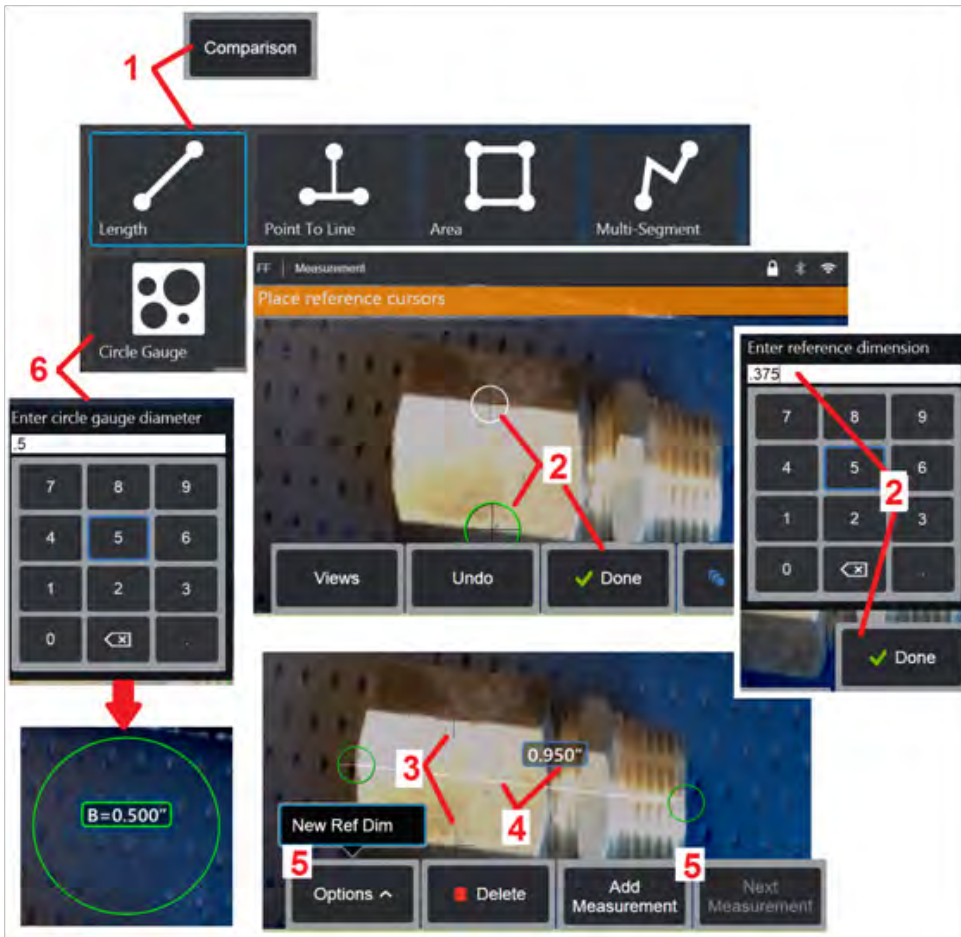 Comparison
1
Length
Point To Line
Area
Multi-Segment
Circle Gauge
6
FF | Measurement
Place reference cursors
2
Views
Undo
Done
Enter reference dimension
.375
7 8 9
4 5 6
2
1 2 3
0 .
Done
Enter circle gauge diameter
.5
7 8 9
4 5 6
1 2 3
0 .
B=0.500"
3
0.950"
4
New Ref Dim
5
5
Options
Delete
Add
Measurement
Next
Measurement